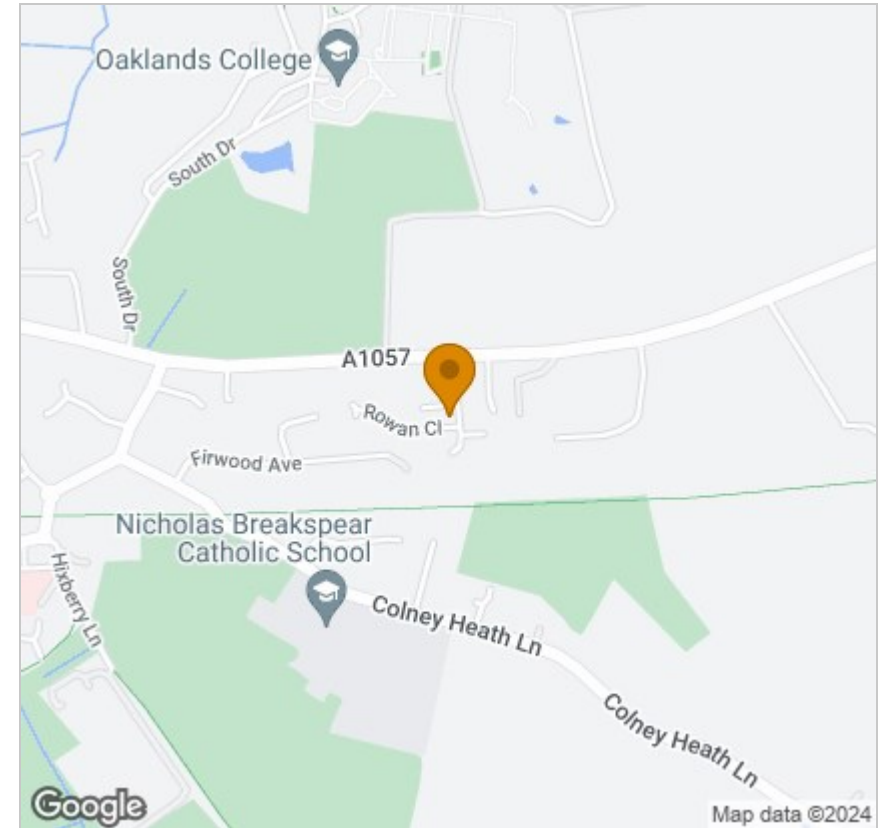 Oaklands College
South Dr
South Dr
A1057
Rowan Cl
Firwood Ave
Nicholas Breakspear
Catholic School
Hixberry Ln
Colney Heath Ln
Colney Heath Ln
Google
Map data ©2024